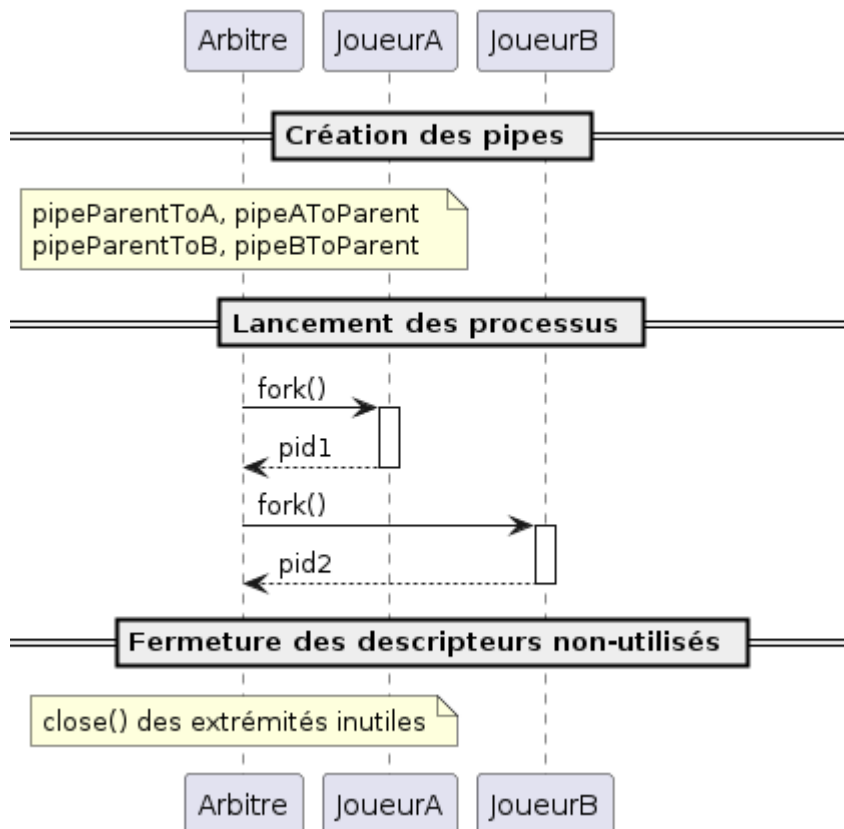 Arbitre JoueurA JoueurB
Création des pipes
pipeParentToA, pipeAToParent
pipeParentToB, pipeBToParent
Lancement des processus
fork()
pid1
fork()
pid2
Fermeture des descripteurs non-utilisés
close() des extrémités inutiles
Arbitre JoueurA JoueurB